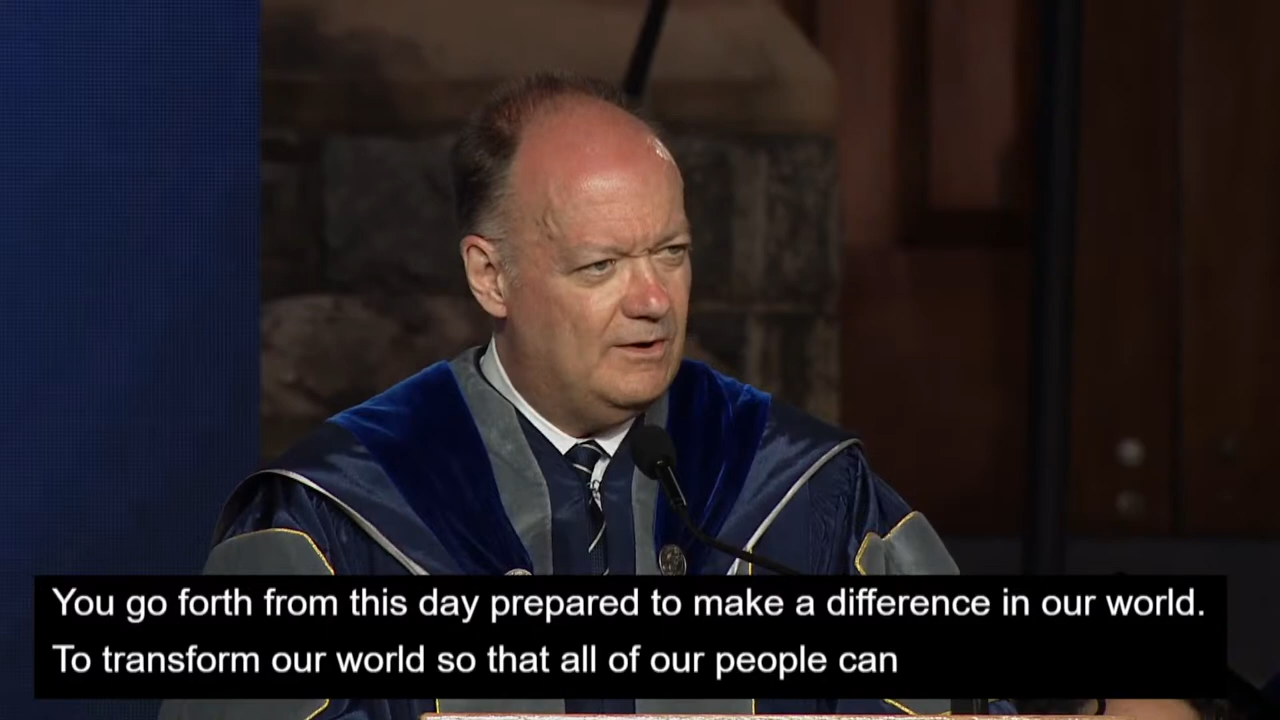 You go forth from this day prepared to make a difference in our world.
To transform our world so that all of our people can